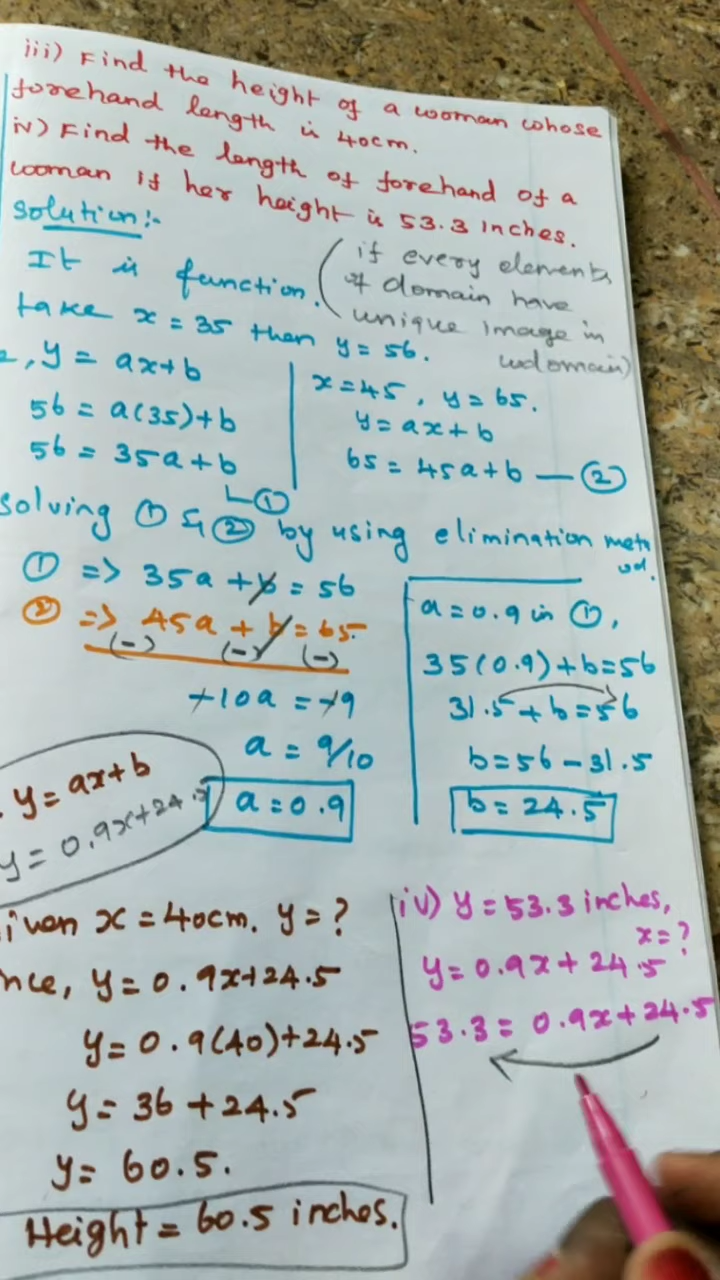 iii) Find the height of a woman whose
forehand length is 40cm.
iv) Find the length of forehand of a
woman if her height is 53.3 inches.
Solution:-
It is function. (if every elements
of domain have
unique image in
codomain)
take x = 35 then y = 56.
y = ax+b
56 = a(35)+b
56 = 35a+b
①
x=45, y=65.
y=ax+b
65=45a+b — ②
solving ① & ② by using elimination method.
① => 35a + b = 56
② => 45a + b = 65
(-) (-) (-)
-10a = -9
a = 9/10
a = 0.9
a=0.9 in ①,
35(0.9)+b=56
31.5+b=56
b=56-31.5
b=24.5
y=ax+b
y=0.9x+24.5
x=40cm. y=?
y=0.9x+24.5
y=0.9(40)+24.5
y=36+24.5
y=60.5.
Height=60.5 inches.
iv) y=53.3 inches,
x=?
y=0.9x+24.5
53.3=0.9x+24.5